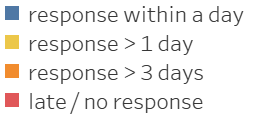 response within a day
response > 1 day
response > 3 days
late / no response